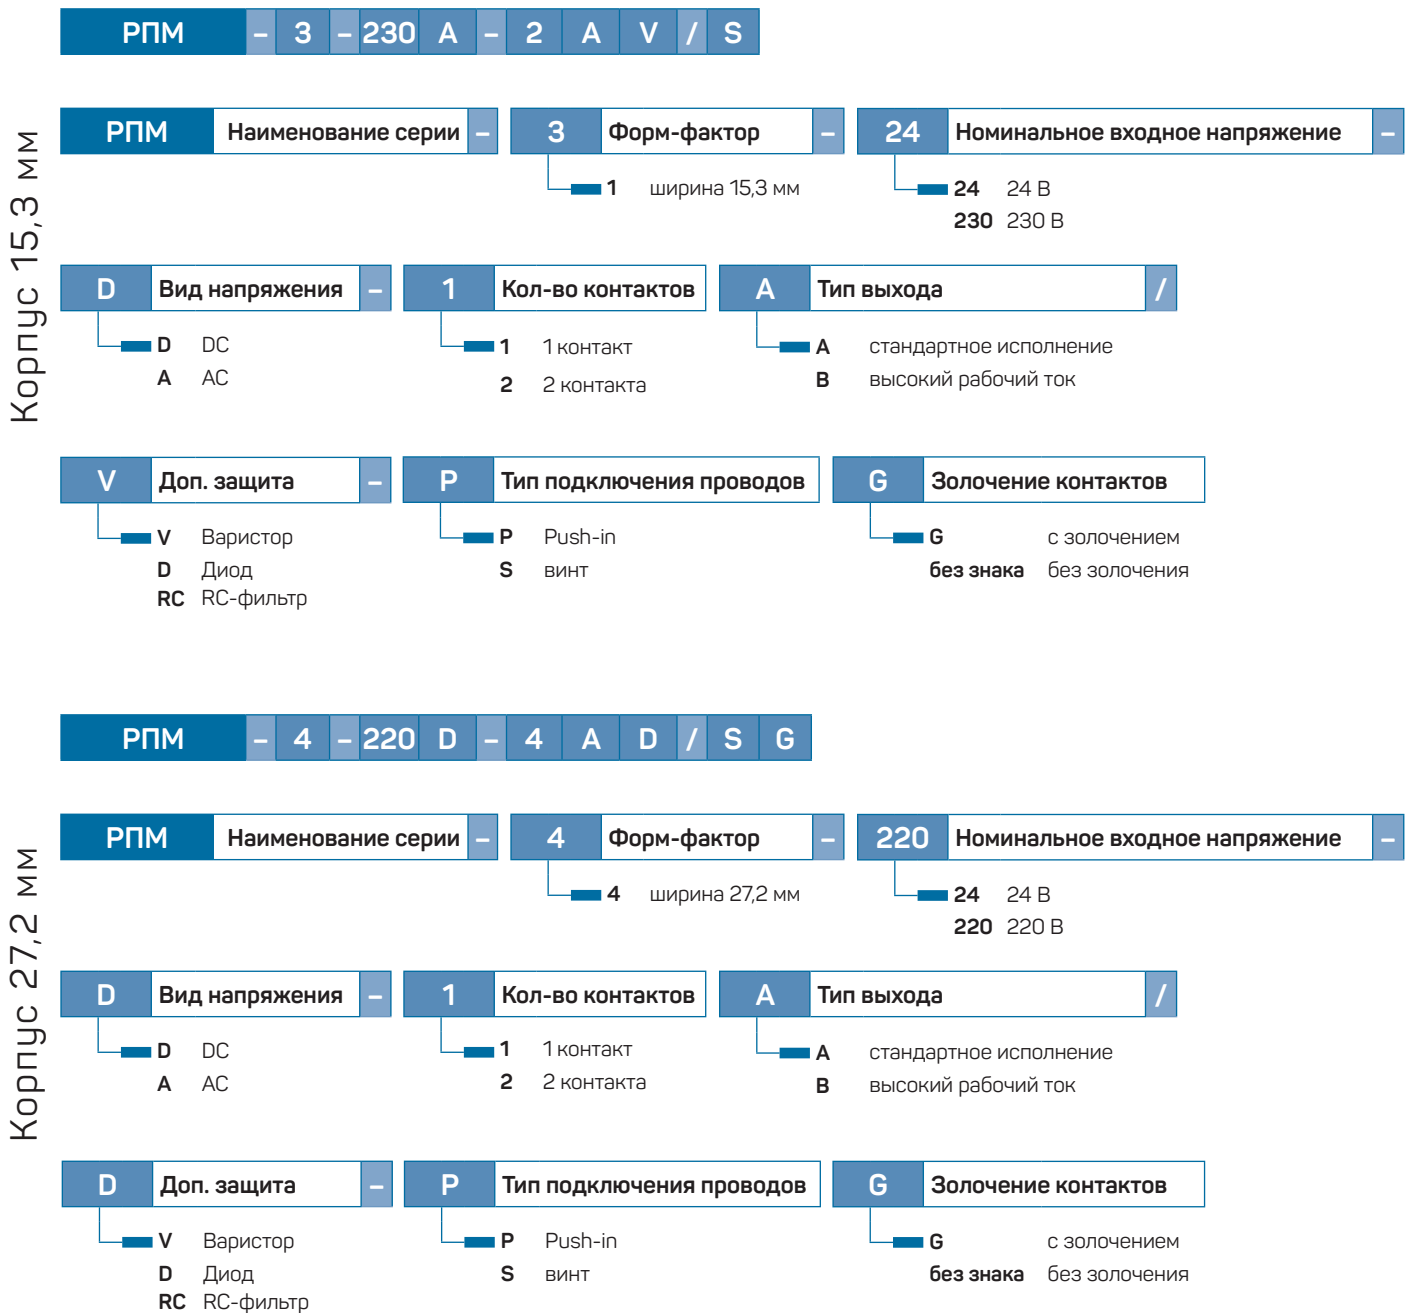 РПМ – 3 – 230 A – 2 A V / S
Корпус 15,3 мм
РПМ Наименование серии – 3 Форм-фактор – 24 Номинальное входное напряжение –
1 ширина 15,3 мм
24 24 В
230 230 В
D Вид напряжения – 1 Кол-во контактов A Тип выхода /
D DC
A AC
1 1 контакт
2 2 контакта
A стандартное исполнение
B высокий рабочий ток
V Доп. защита – P Тип подключения проводов G Золочение контактов
V Варистор
D Диод
RC RC-фильтр
P Push-in
S винт
G с золочением
без знака без золочения
РПМ – 4 – 220 D – 4 A D / S G
Корпус 27,2 мм
РПМ Наименование серии – 4 Форм-фактор – 220 Номинальное входное напряжение –
4 ширина 27,2 мм
24 24 В
220 220 В
D Вид напряжения – 1 Кол-во контактов A Тип выхода /
D DC
A AC
1 1 контакт
2 2 контакта
A стандартное исполнение
B высокий рабочий ток
D Доп. защита – P Тип подключения проводов G Золочение контактов
V Варистор
D Диод
RC RC-фильтр
P Push-in
S винт
G с золочением
без знака без золочения